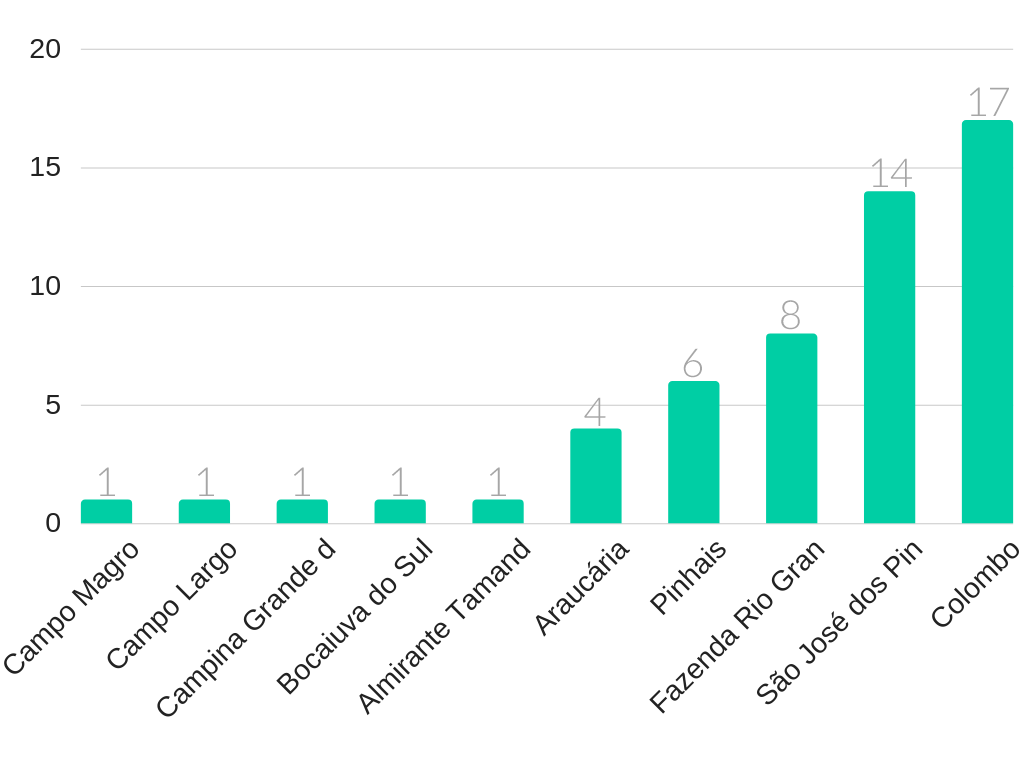 20
15
10
5
0
1
1
1
1
1
4
6
8
14
17
Campo Magro
Campo Largo
Campina Grande d
Bocaiuva do Sul
Almirante Tamand
Araucária
Pinhais
Fazenda Rio Gran
São José dos Pin
Colombo